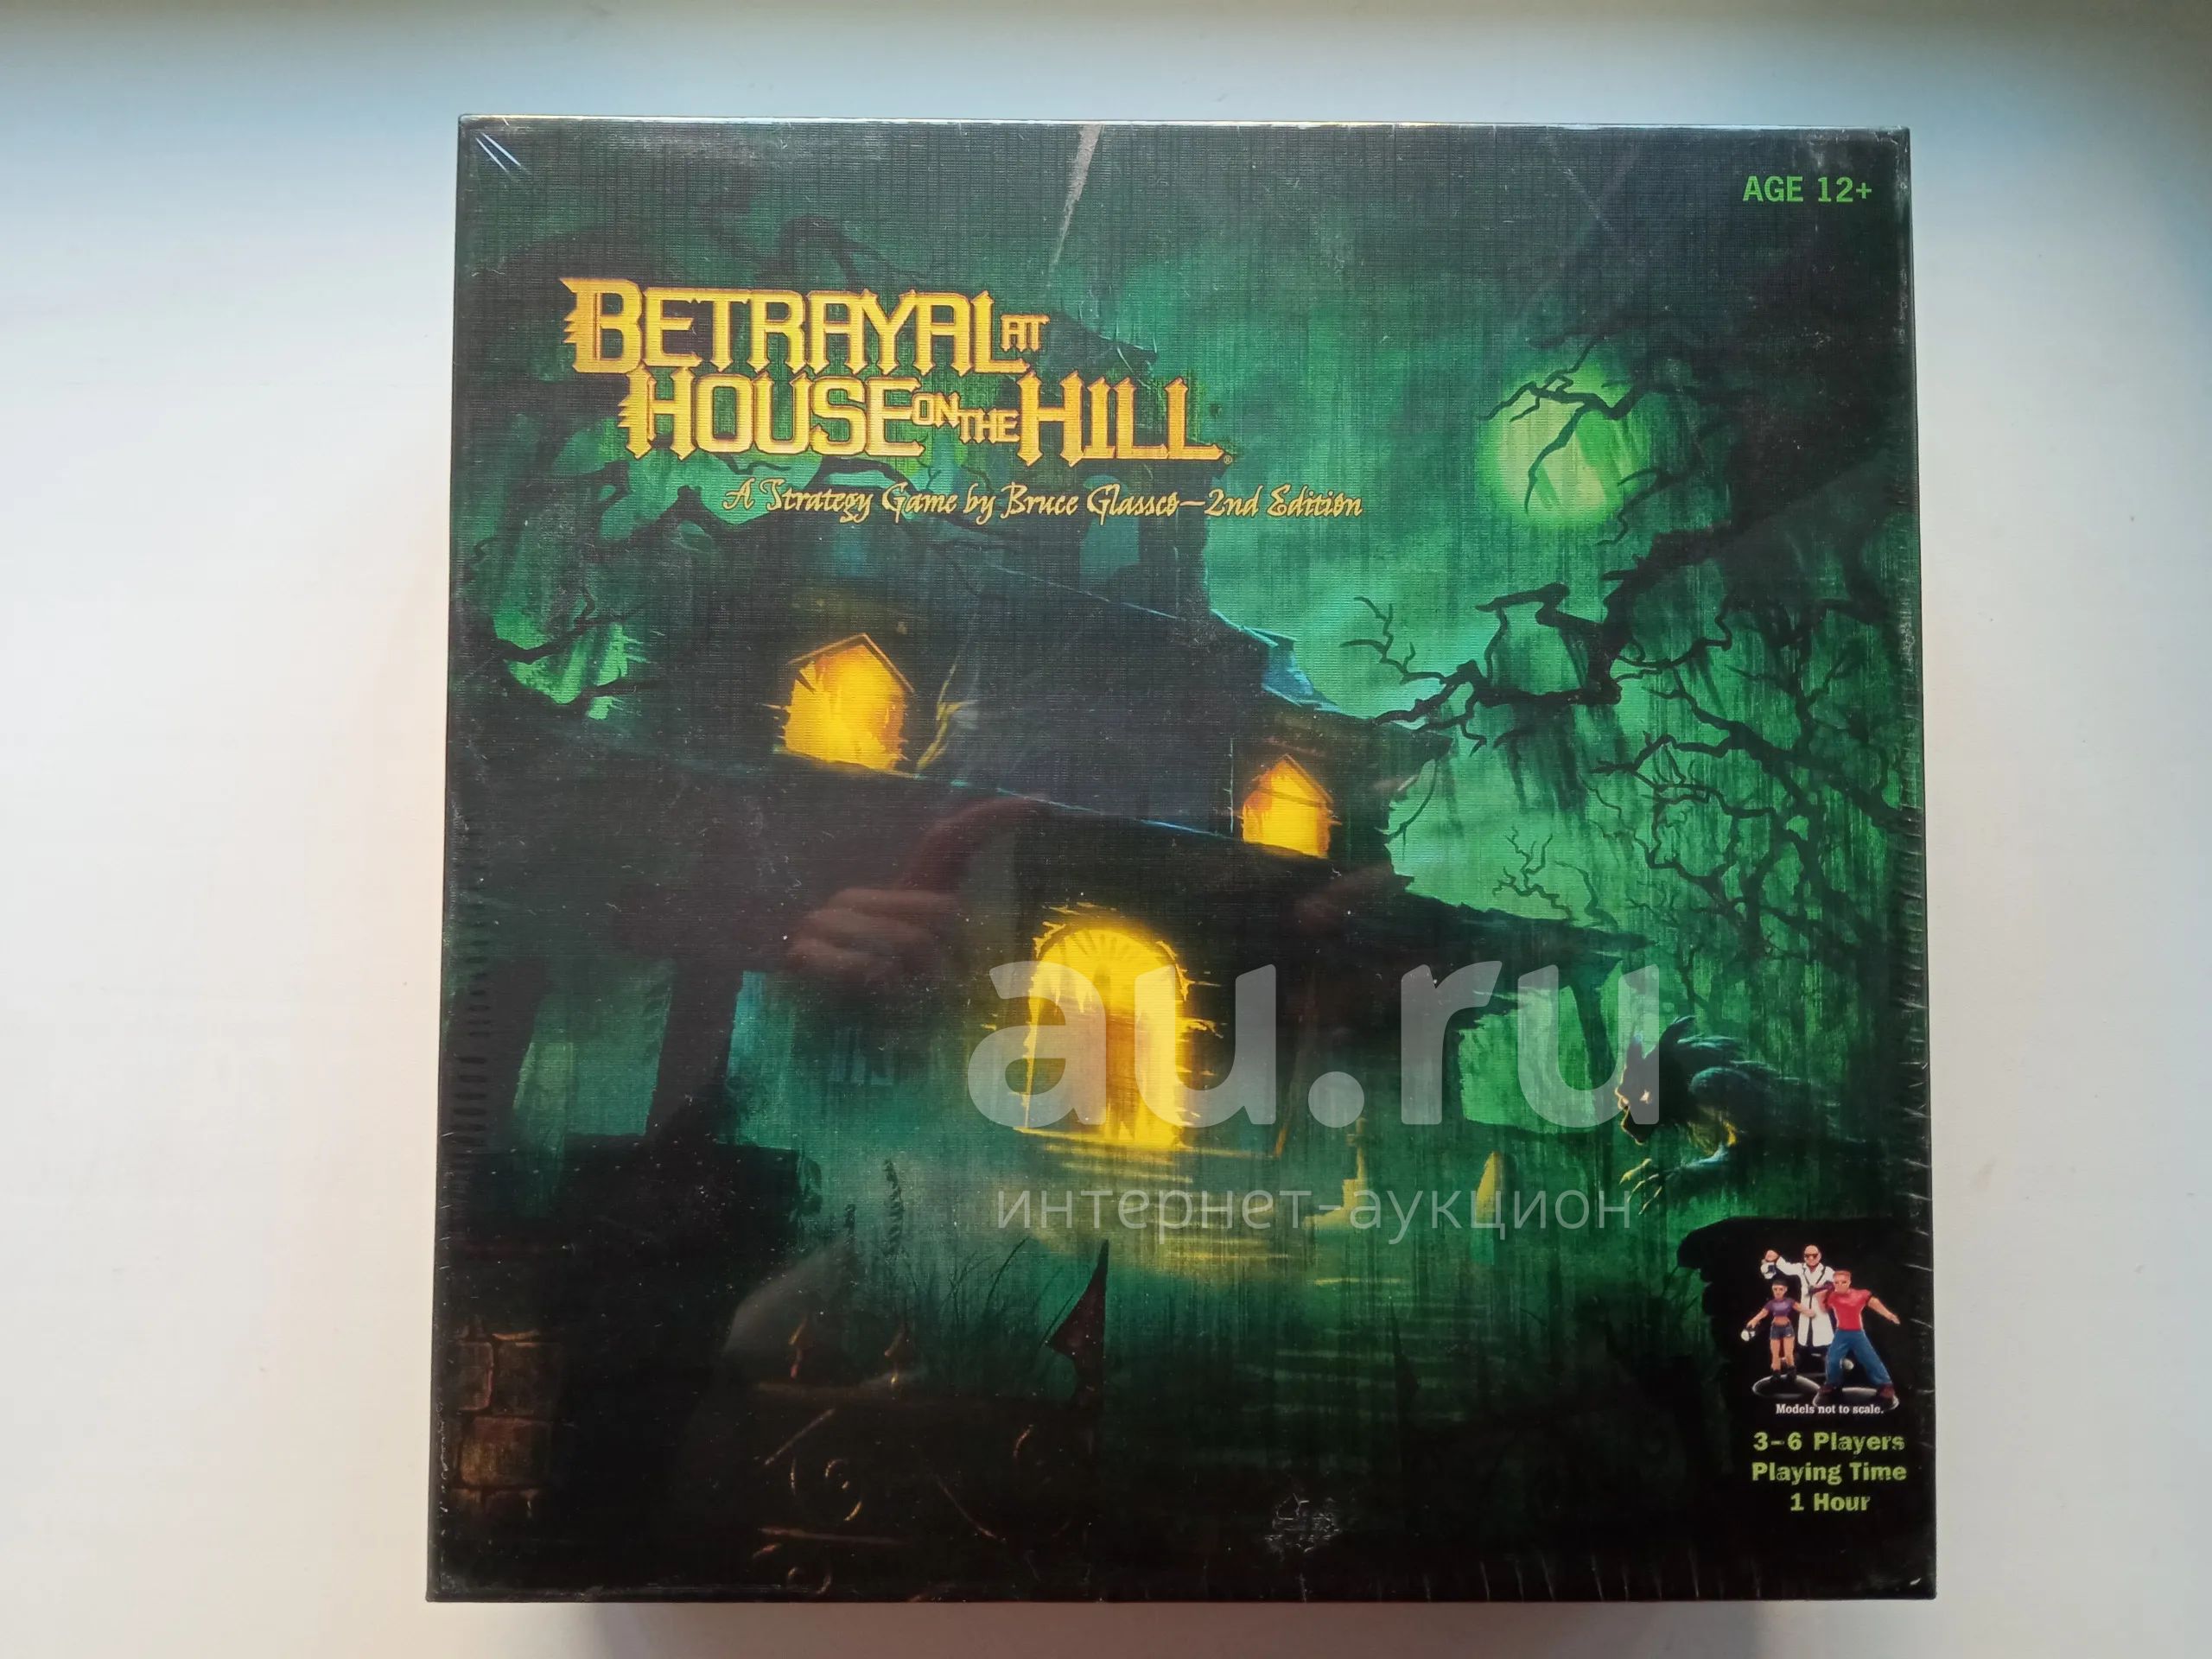 AGE 12+
BETRAYAL AT
HOUSE ON THE HILL®
A Strategy Game by Bruce Glassco—2nd Edition
au.ru
интернет-аукцион
Models not to scale.
3-6 Players
Playing Time
1 Hour